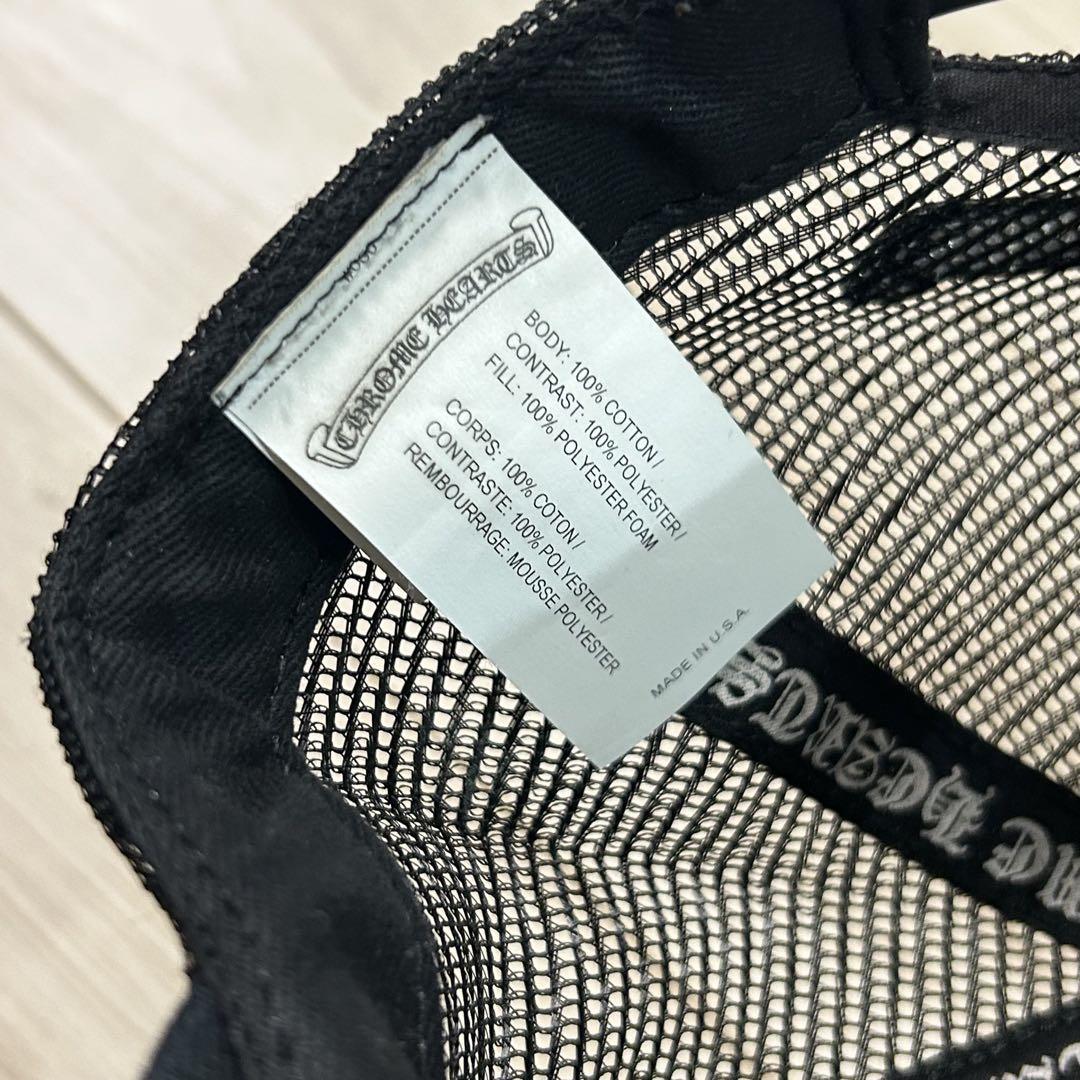 CHROME HEARTS
BODY: 100% COTTON /
CONTRAST: 100% POLYESTER /
FILL: 100% POLYESTER FOAM
CORPS: 100% COTON /
CONTRASTE: 100% POLYESTER /
REMBOURRAGE: MOUSSE POLYESTER
MADE IN U.S.A.